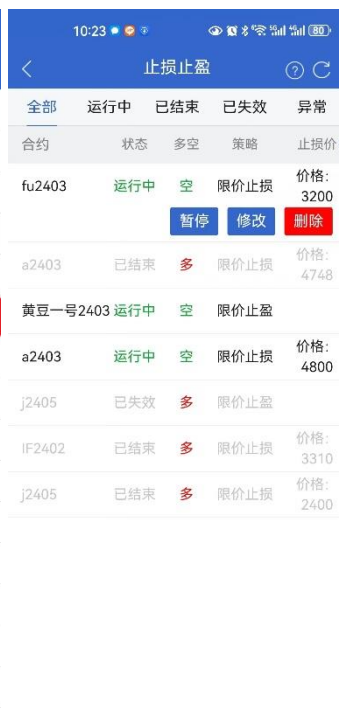 10:23 80
止损止盈
全部 运行中 已结束 已失效 异常
合约 状态 多空 策略 止损价
fu2403 运行中 空 限价止损 价格:
3200
暂停 修改 删除
a2403 已结束 多 限价止损 价格:
4748
黄豆一号2403 运行中 空 限价止盈
a2403 运行中 空 限价止损 价格:
4800
j2405 已失效 多 限价止盈
IF2402 已结束 多 限价止损 价格:
3310
j2405 已结束 多 限价止损 价格:
2400